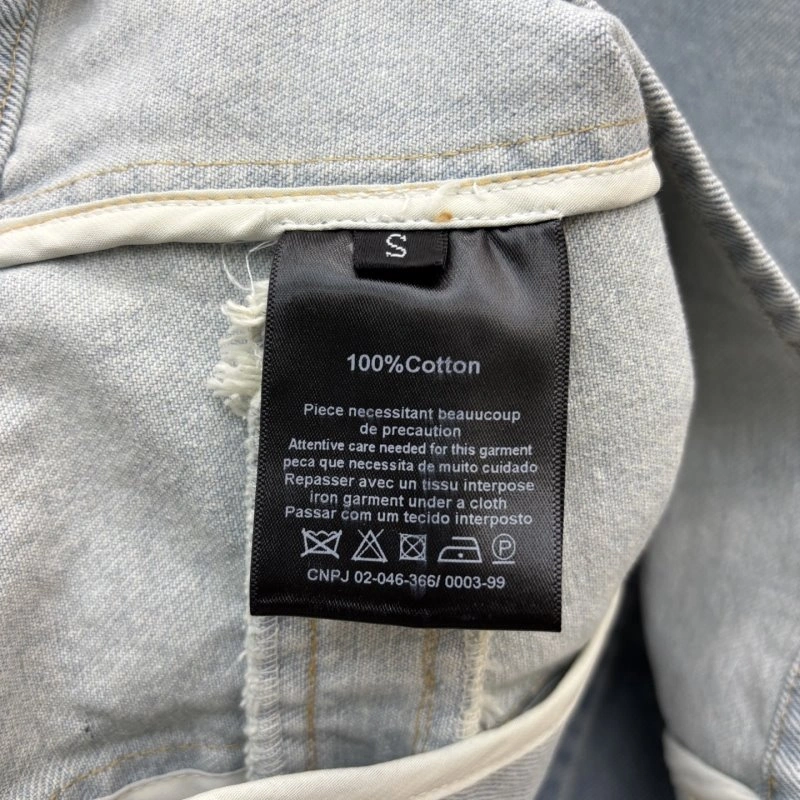 S
100%Cotton
Piece necessitant beauucoup
de precaution
Attentive care needed for this garment
peca que necessita de muito cuidado
Repasser avec un tissu interpose
iron garment under a cloth
Passar com um tecido interposto
P
CNPJ 02-046-366/ 0003-99